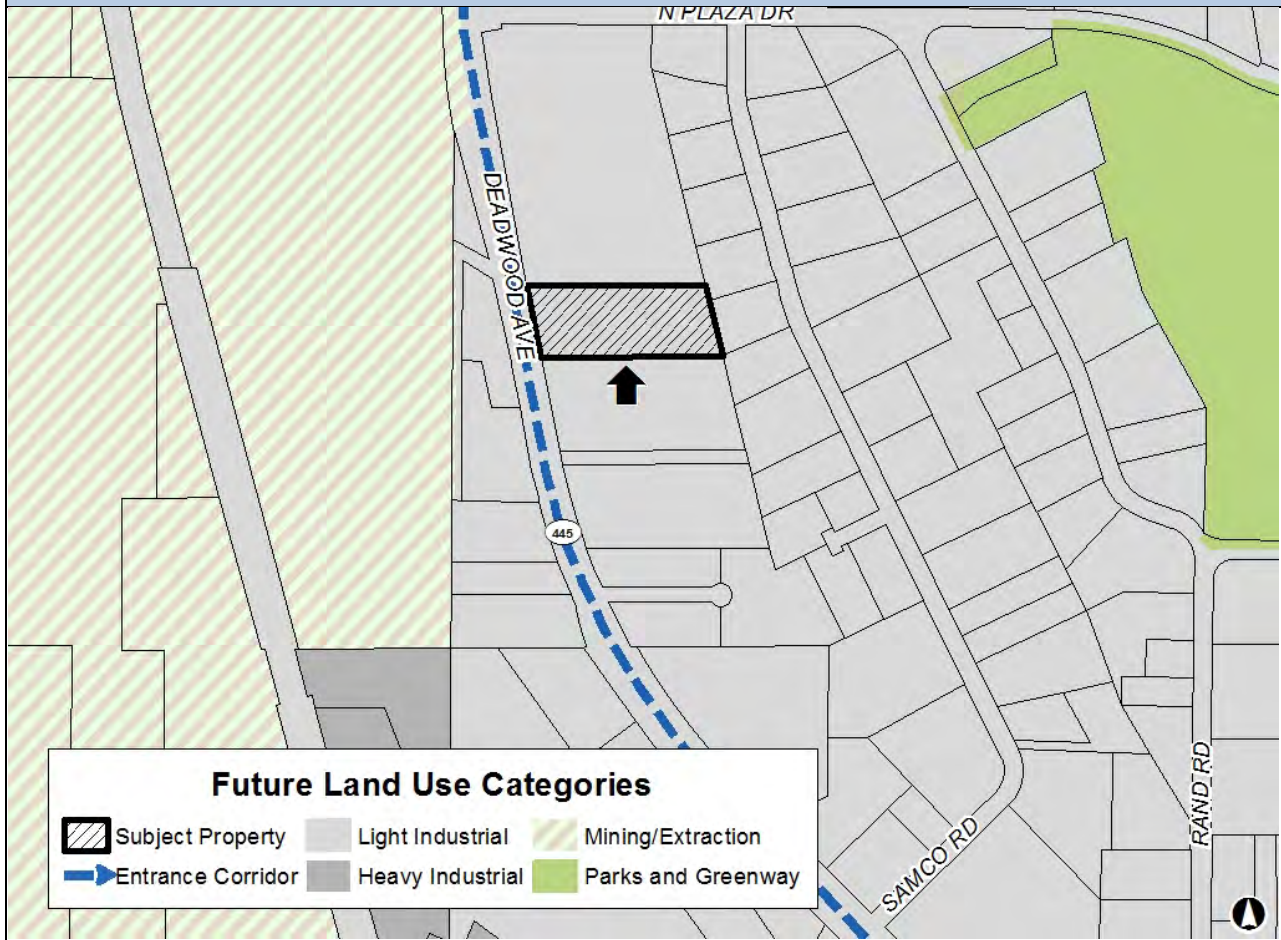 N PLAZA DR
DEADWOOD AVE
445
SAMCO RD
RAND RD
Future Land Use Categories
Subject Property
Light Industrial
Mining/Extraction
Entrance Corridor
Heavy Industrial
Parks and Greenway